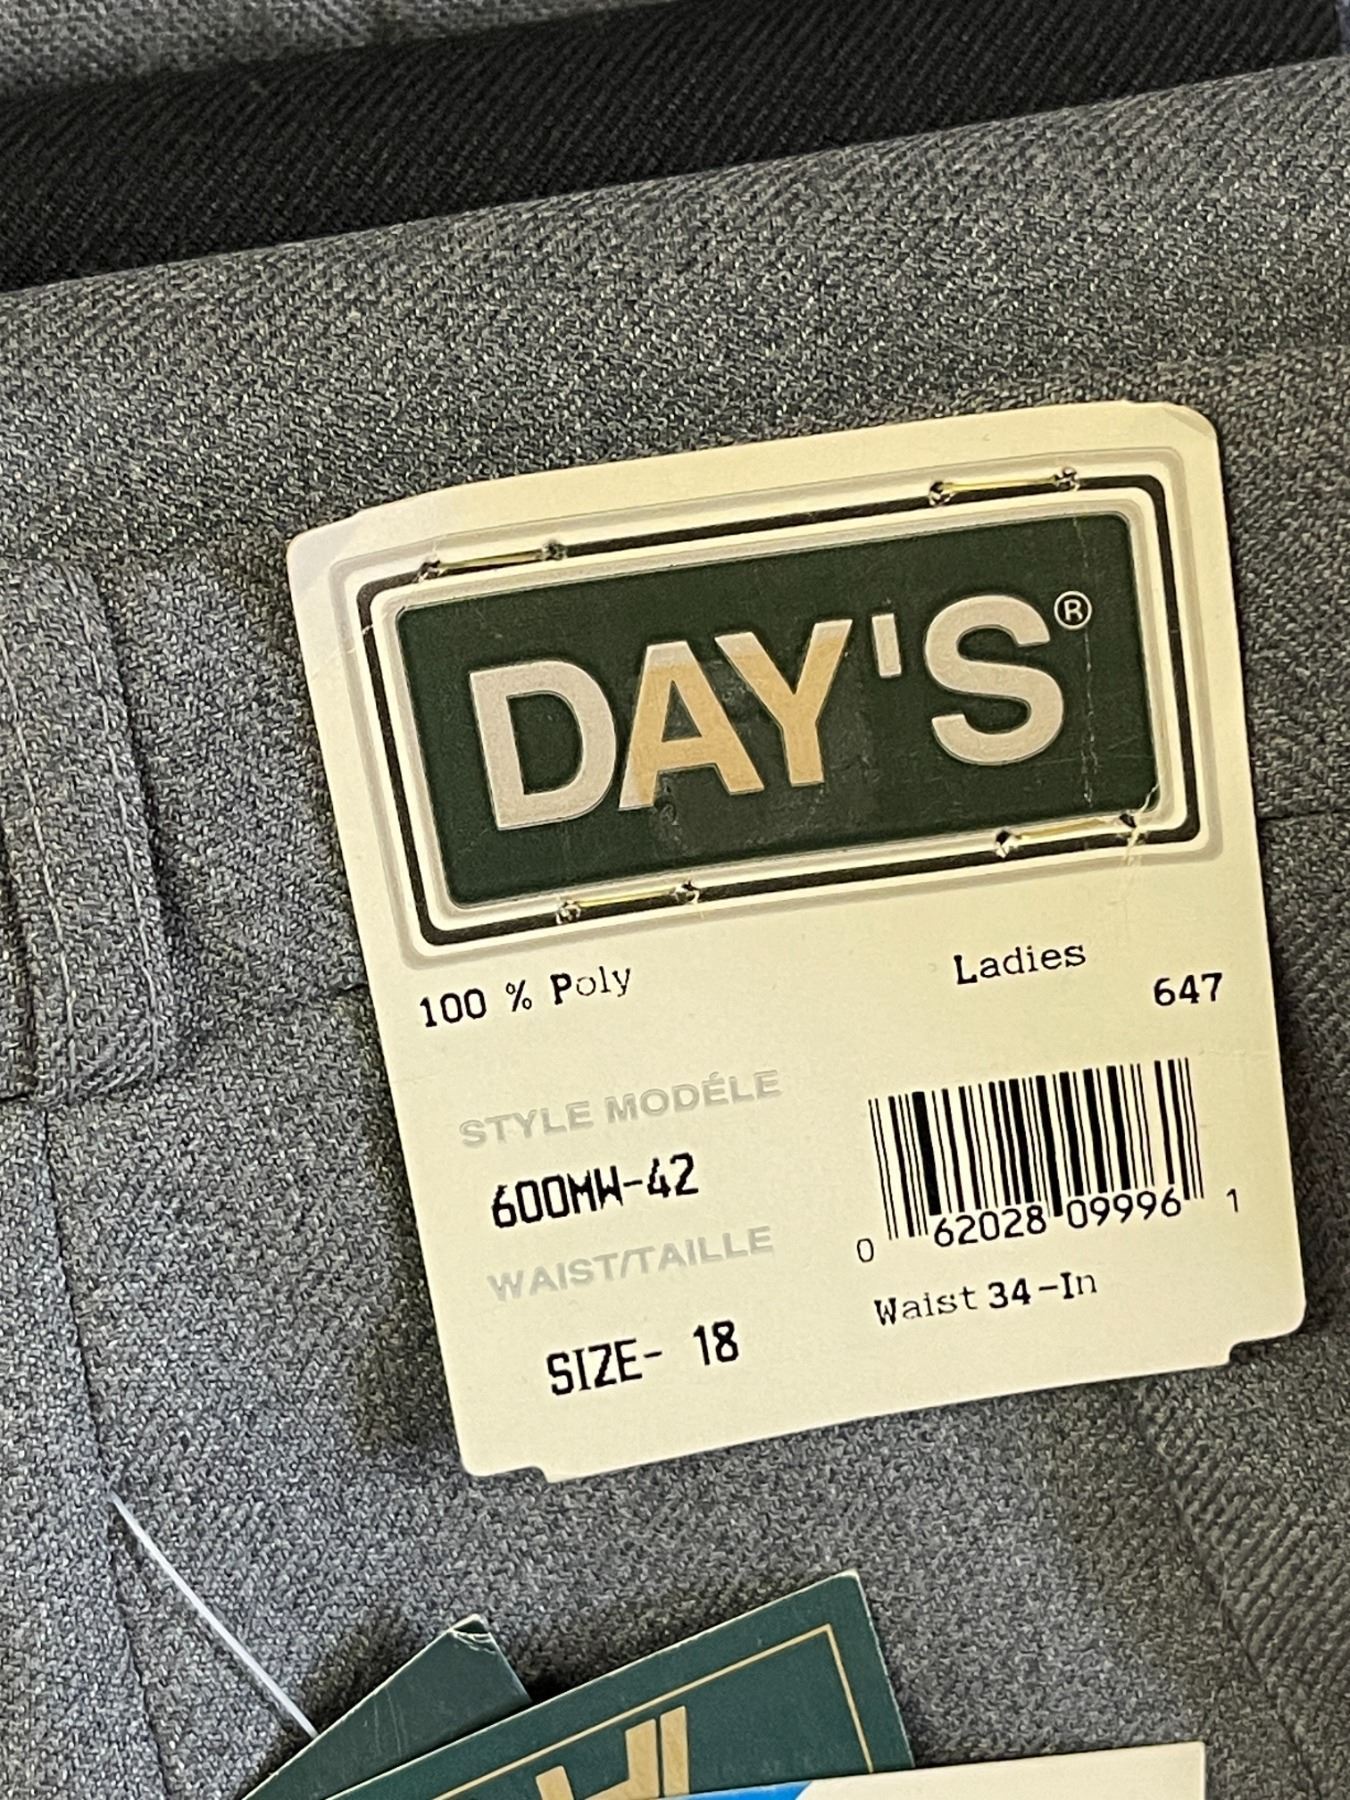 DAY'S®
100 % Poly
Ladies
647
STYLE MODÉLE
600MW-42
WAIST/TAILLE
SIZE- 18
0 62028 09996 1
Waist 34-In